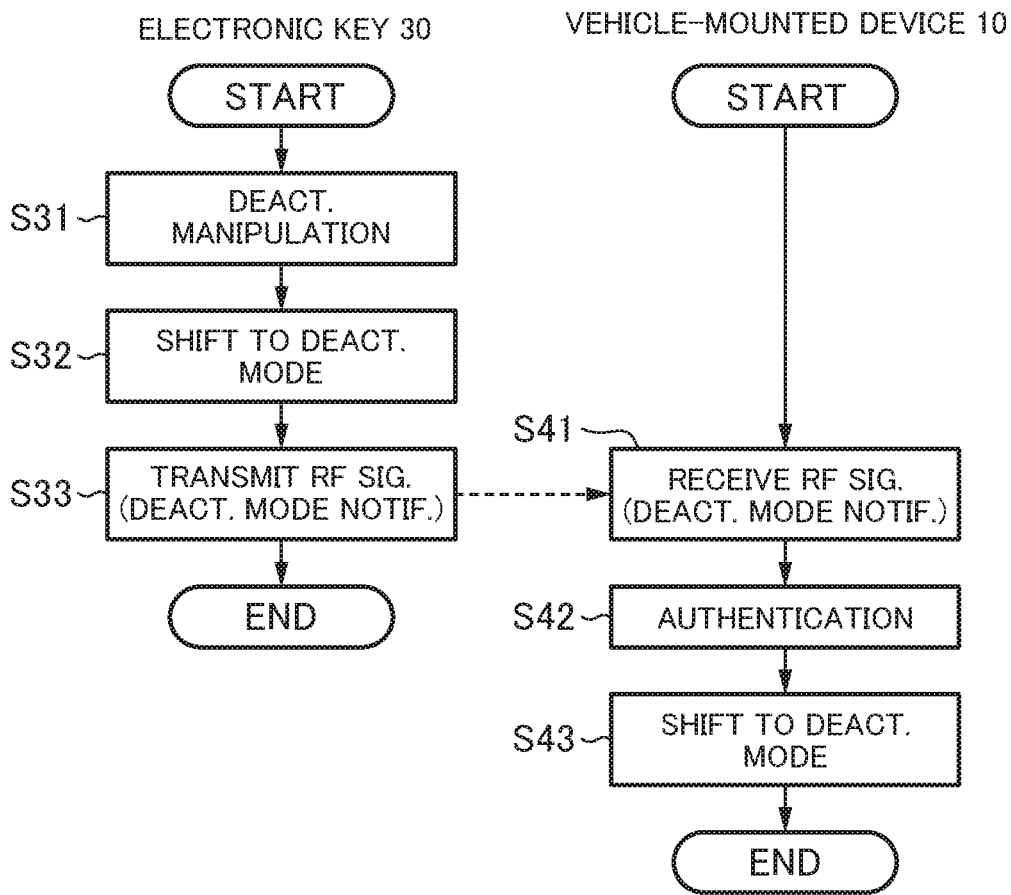 ELECTRONIC KEY 30
START
S31
DEACT.
MANIPULATION
S32
SHIFT TO DEACT.
MODE
S33
TRANSMIT RF SIG.
(DEACT. MODE NOTIF.)
END
VEHICLE-MOUNTED DEVICE 10
START
S41
RECEIVE RF SIG.
(DEACT. MODE NOTIF.)
S42
AUTHENTICATION
S43
SHIFT TO DEACT.
MODE
END